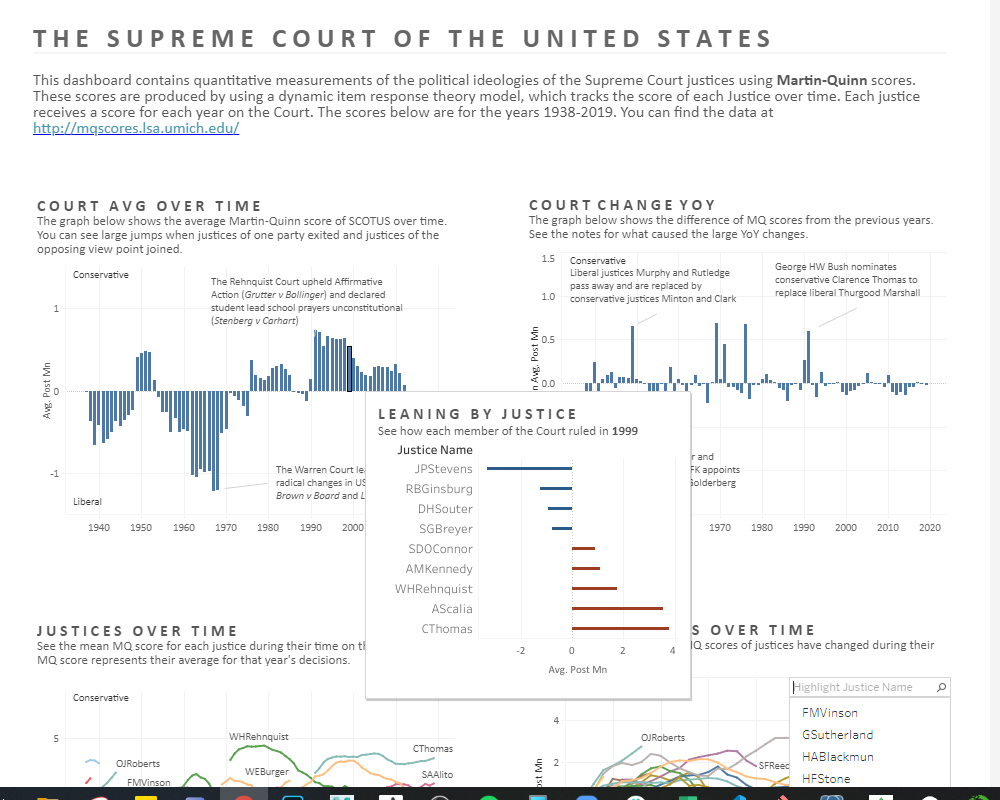 THE SUPREME COURT OF THE UNITED STATES
This dashboard contains quantitative measurements of the political ideologies of the Supreme Court justices using Martin-Quinn scores.
These scores are produced by using a dynamic item response theory model, which tracks the score of each Justice over time. Each justice
receives a score for each year on the Court. The scores below are for the years 1938-2019. You can find the data at
http://mqscores.lsa.umich.edu/
COURT AVG OVER TIME
The graph below shows the average Martin-Quinn score of SCOTUS over time.
You can see large jumps when justices of one party exited and justices of the
opposing view point joined.
Conservative
The Rehnquist Court upheld Affirmative
Action (Grutter v Bollinger) and declared
student lead school prayers unconstitutional
(Stenberg v Carhart)
1
0
-1
Avg. Post Mn
The Warren Court le
radical changes in US
Brown v Board and L
Liberal
1940 1950 1960 1970 1980 1990 2000
COURT CHANGE YOY
The graph below shows the difference of MQ scores from the previous years.
See the notes for what caused the large YoY changes.
1.5
1.0
0.5
0.0
n Avg. Post Mn
Conservative
Liberal justices Murphy and Rutledge
pass away and are replaced by
conservative justices Minton and Clark
George HW Bush nominates
conservative Clarence Thomas to
replace liberal Thurgood Marshall
r and
FK appoints
Golderberg
1970 1980 1990 2000 2010 2020
LEANING BY JUSTICE
See how each member of the Court ruled in 1999
Justice Name
JPStevens
RBGinsburg
DHSouter
SGBreyer
SDOConnor
AMKennedy
WHRehnquist
AScalia
CThomas
-2 0 2 4
Avg. Post Mn
JUSTICES OVER TIME
See the mean MQ score for each justice during their time on th
MQ score represents their average for that year's decisions.
Conservative
5
WHRehnquist
CThomas
OJRoberts
WEBurger
SAAlito
FMVinson
S OVER TIME
IQ scores of justices have changed during their
4
2
st Mn
OJRoberts
SFReed
Highlight Justice Name
FMVinson
GSutherland
HABlackmun
HFStone